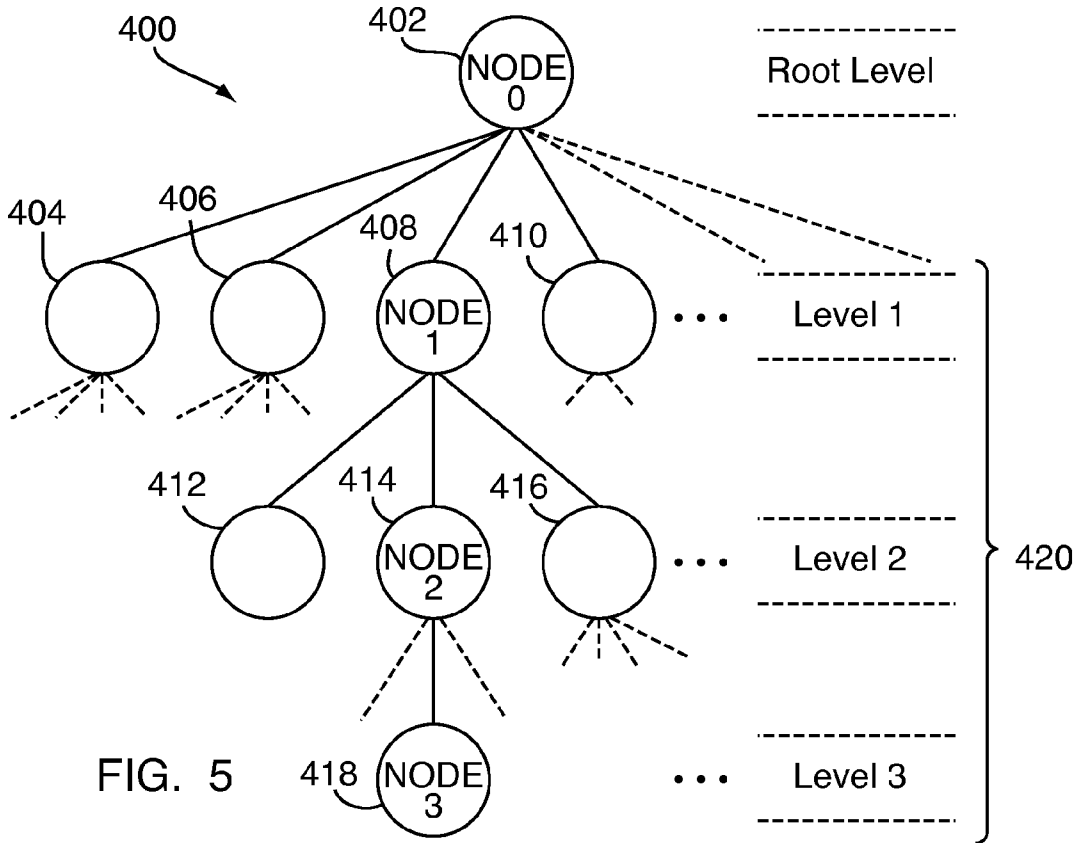 400
402
NODE
0
Root Level
404
406
408
410
NODE
1
• • •
Level 1
412
414
416
NODE
2
• • •
Level 2
420
FIG. 5
418
NODE
3
• • •
Level 3